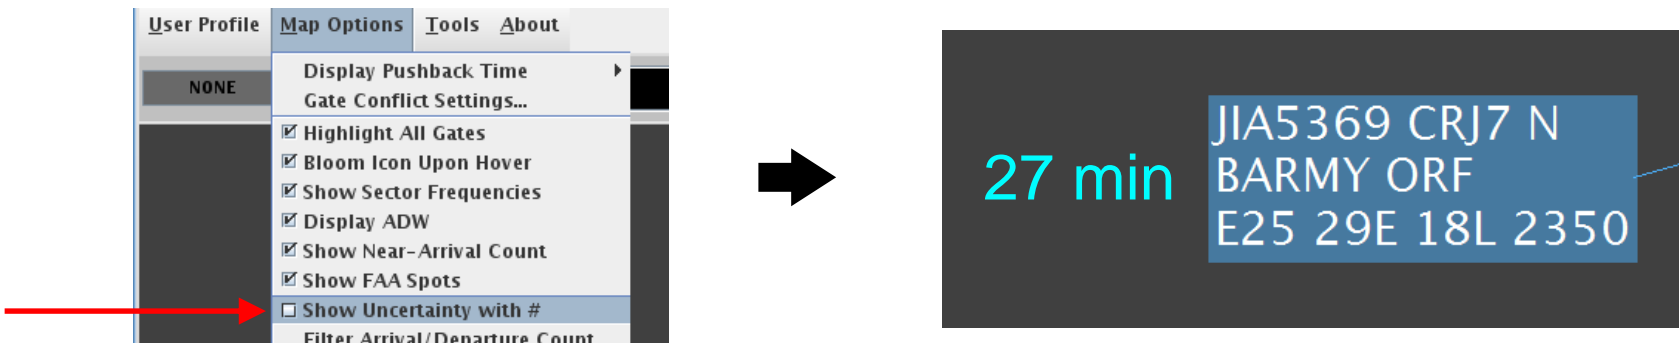 User Profile Map Options Tools About
NONE
Display Pushback Time
Gate Conflict Settings...
Highlight All Gates
Bloom Icon Upon Hover
Show Sector Frequencies
Display ADW
Show Near-Arrival Count
Show FAA Spots
Show Uncertainty with #
Filter Arrival/Departure Count
27 min
JIA5369 CRJ7 N
BARMY ORF
E25 29E 18L 2350